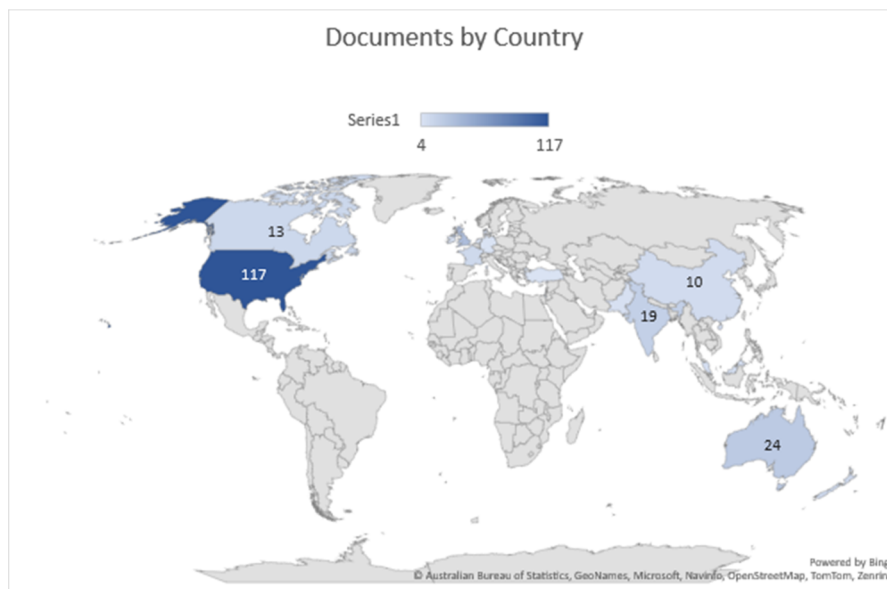 Documents by Country
Series1
4 117
13
117
10
19
24
Powered by Bing
© Australian Bureau of Statistics, GeoNames, Microsoft, Navinfo, OpenStreetMap, TomTom, Zenrin